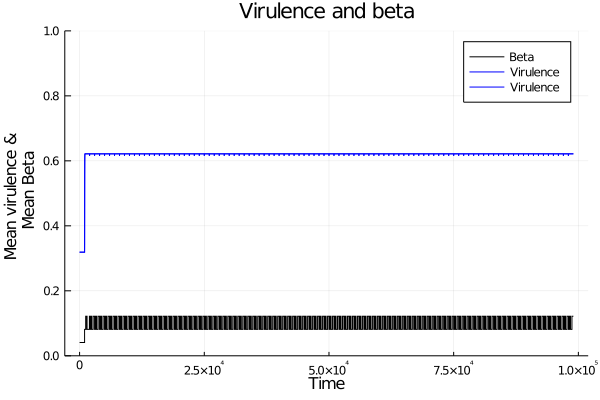 Virulence and beta
Mean virulence &
Mean Beta
1.0
0.8
0.6
0.4
0.2
0.0
Beta
Virulence
Virulence
0
2.5×10⁴
5.0×10⁴
7.5×10⁴
1.0×10⁵
Time